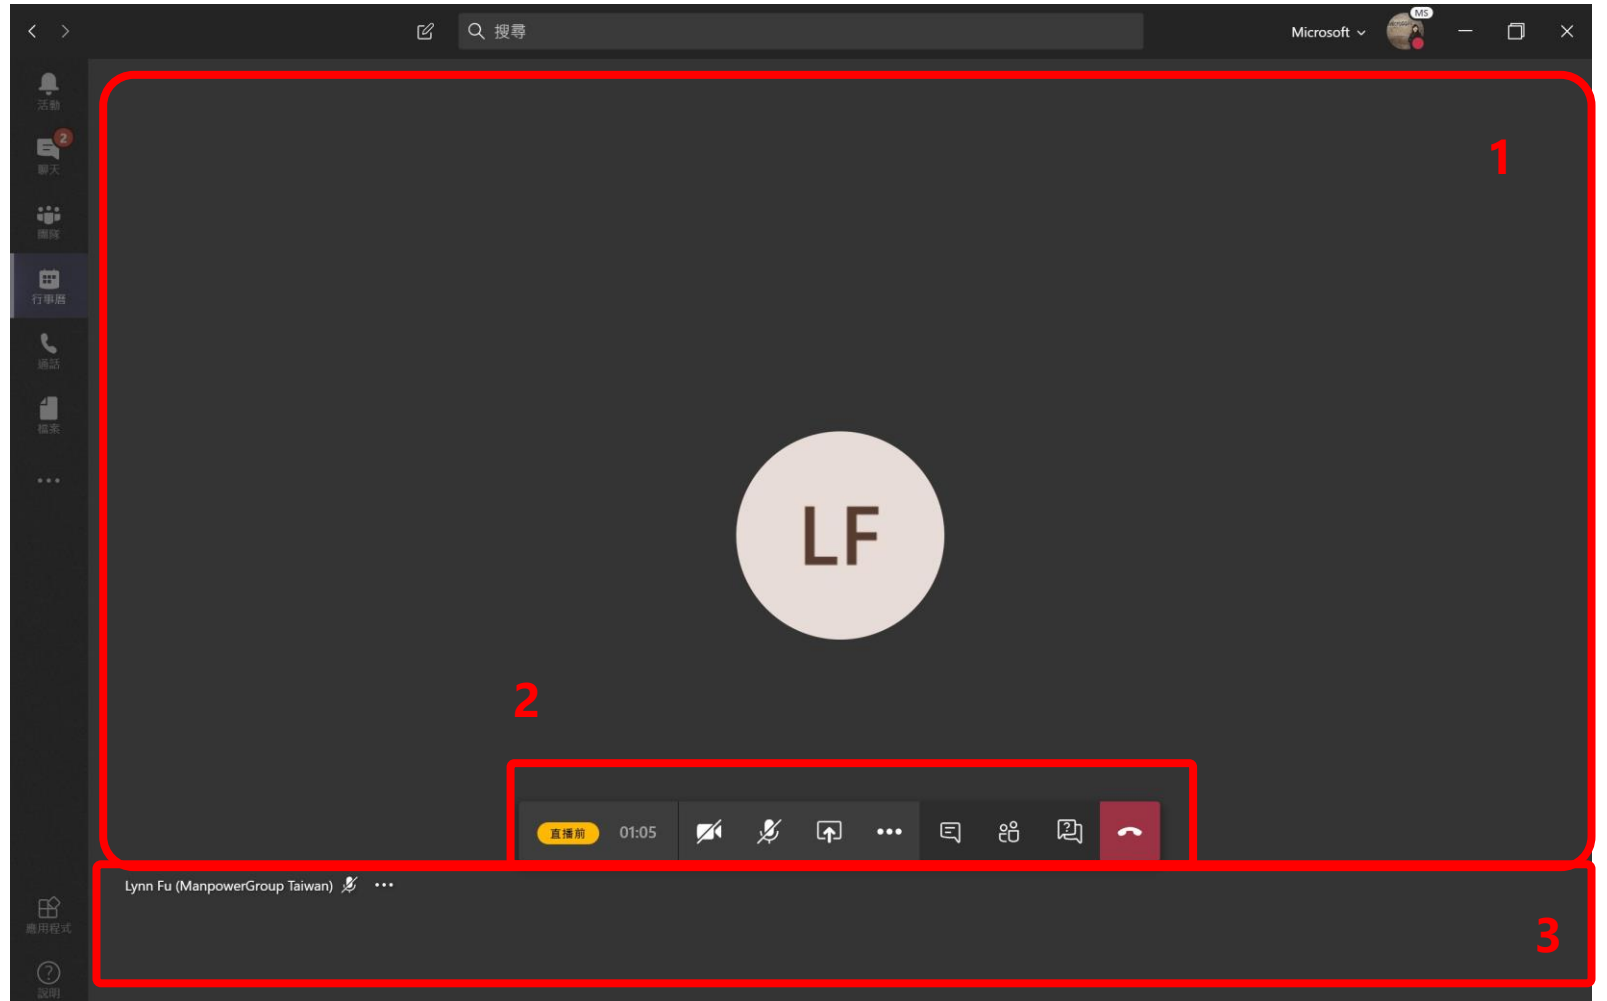 搜尋
Microsoft
MS
活動
2
聊天
團隊
行事曆
通話
檔案
1
LF
2
直播前 01:05
Lynn Fu (ManpowerGroup Taiwan)
3
應用程式
說明